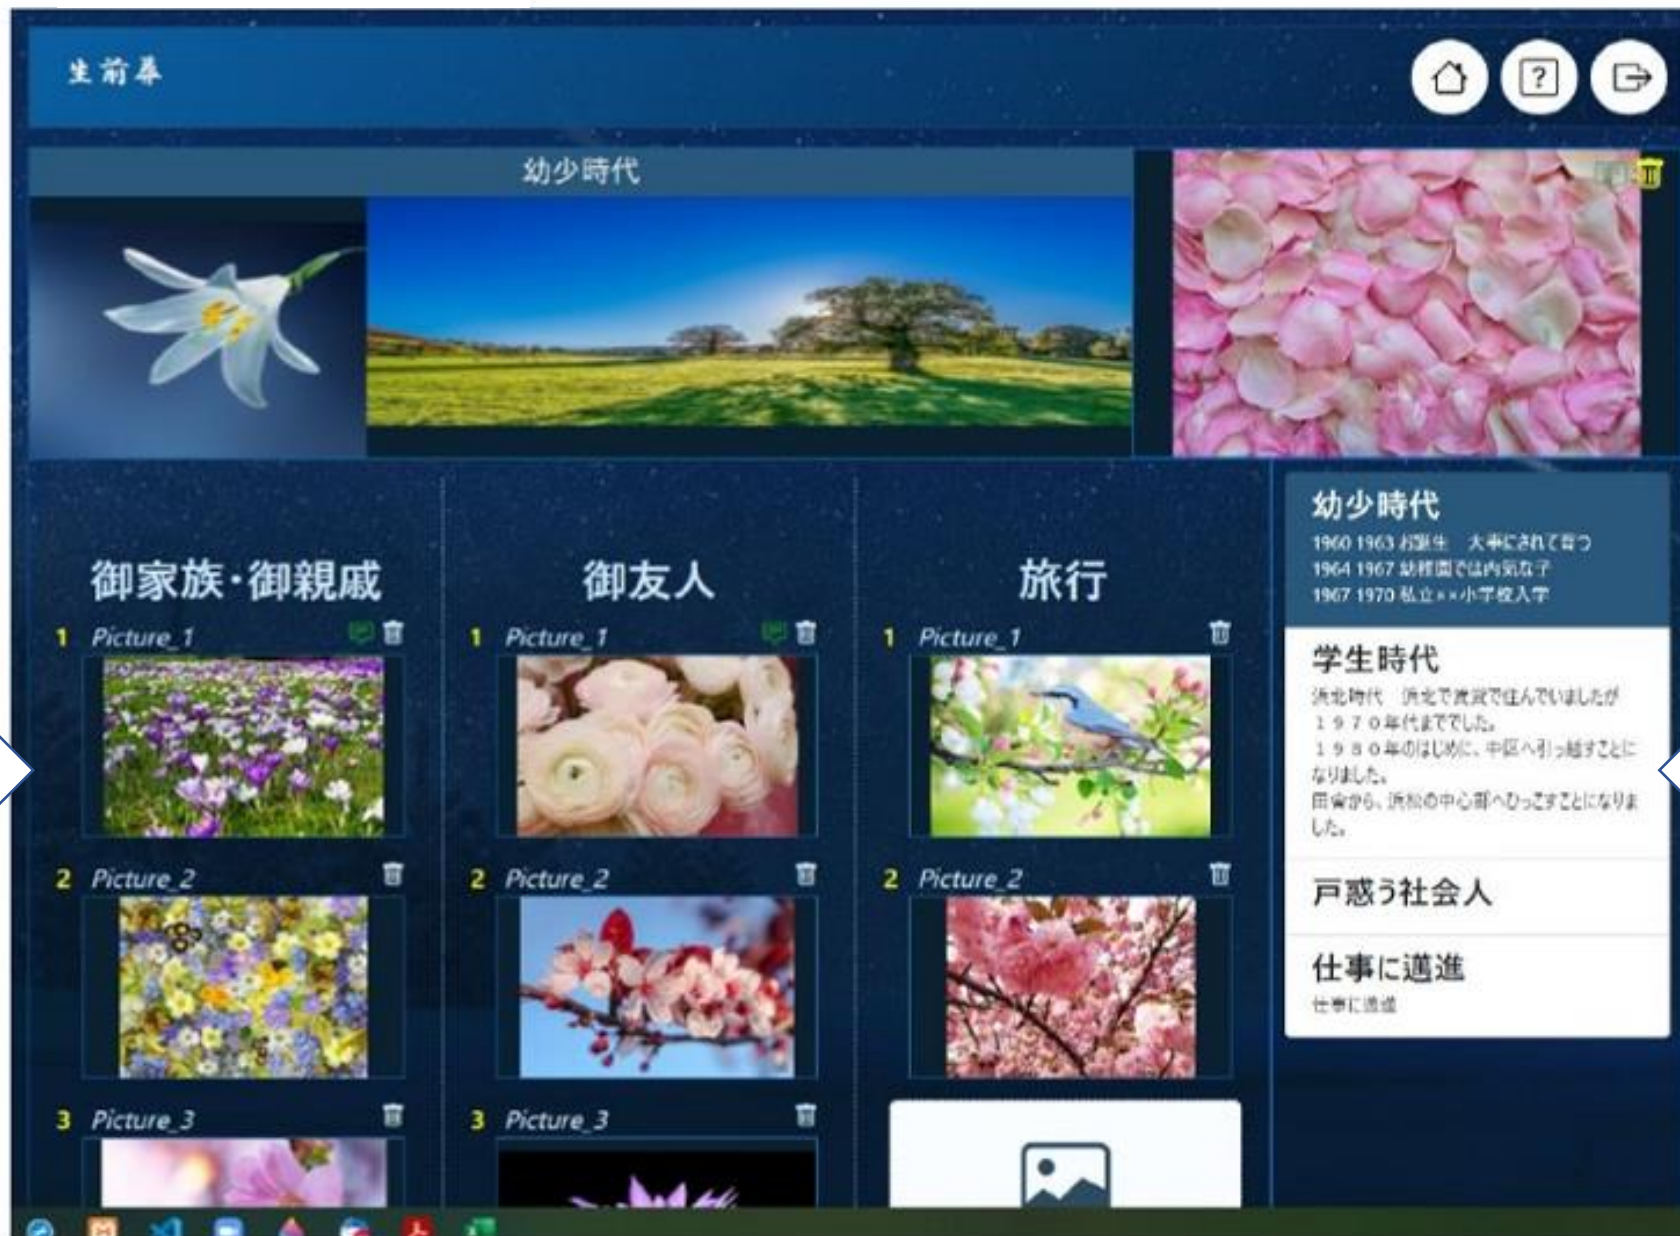 生前募
?
幼少時代
御家族・御親戚
1 Picture_1
2 Picture_2
3 Picture_3
御友人
1 Picture_1
2 Picture_2
3 Picture_3
旅行
1 Picture_1
2 Picture_2
幼少時代
1960 1963 お誕生 大事にされて育つ
1964 1967 幼稚園では内気な子
1967 1970 私立××小学校入学
学生時代
浜北時代 浜北で賃貸で住んでいましたが
1970年代まででした。
1980年のはじめに、中区へ引っ越すことに
なりました。
田舎から、浜松の中心部へひっこすことになりま
した。
戸惑う社会人
仕事に邁進
仕事に邁進